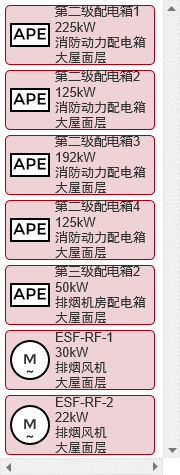 第二级配电箱1
225kW
APE
消防动力配电箱
大屋面层
第二级配电箱2
125kW
APE
消防动力配电箱
大屋面层
第二级配电箱3
192kW
APE
消防动力配电箱
大屋面层
第二级配电箱4
125kW
APE
消防动力配电箱
大屋面层
第三级配电箱2
50kW
APE
排烟机房配电箱
大屋面层
ESF-RF-1
30kW
M
~
排烟风机
大屋面层
ESF-RF-2
22kW
M
~
排烟风机
大屋面层